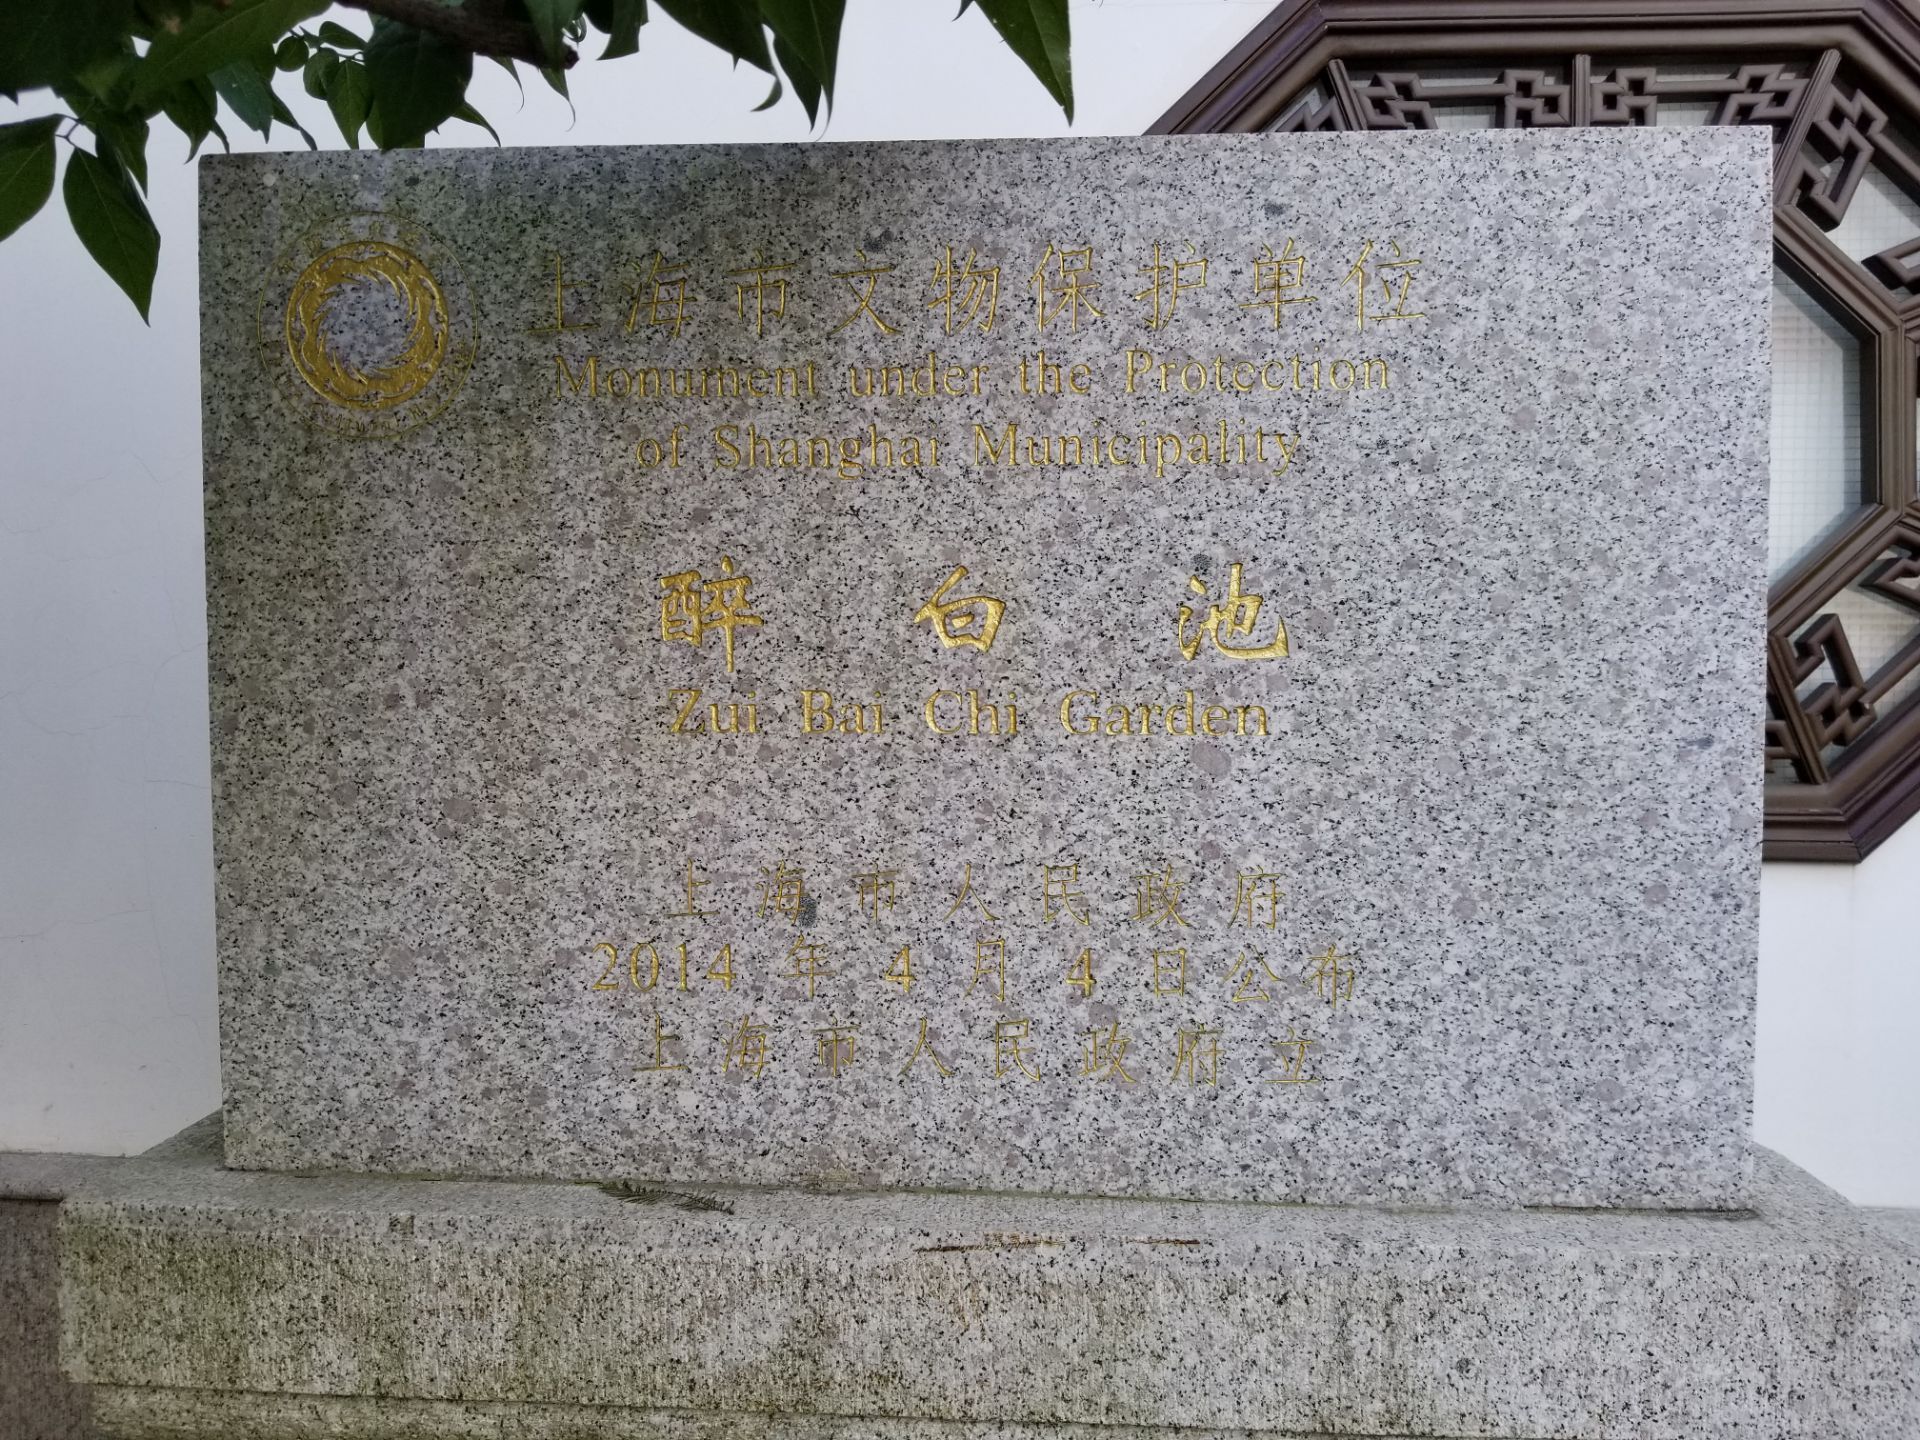 上海市文物保护单位
Monument under the Protection
of Shanghai Municipality
醉白池
Zui Bai Chi Garden
上海市人民政府
2014年4月4日公布
上海市人民政府立